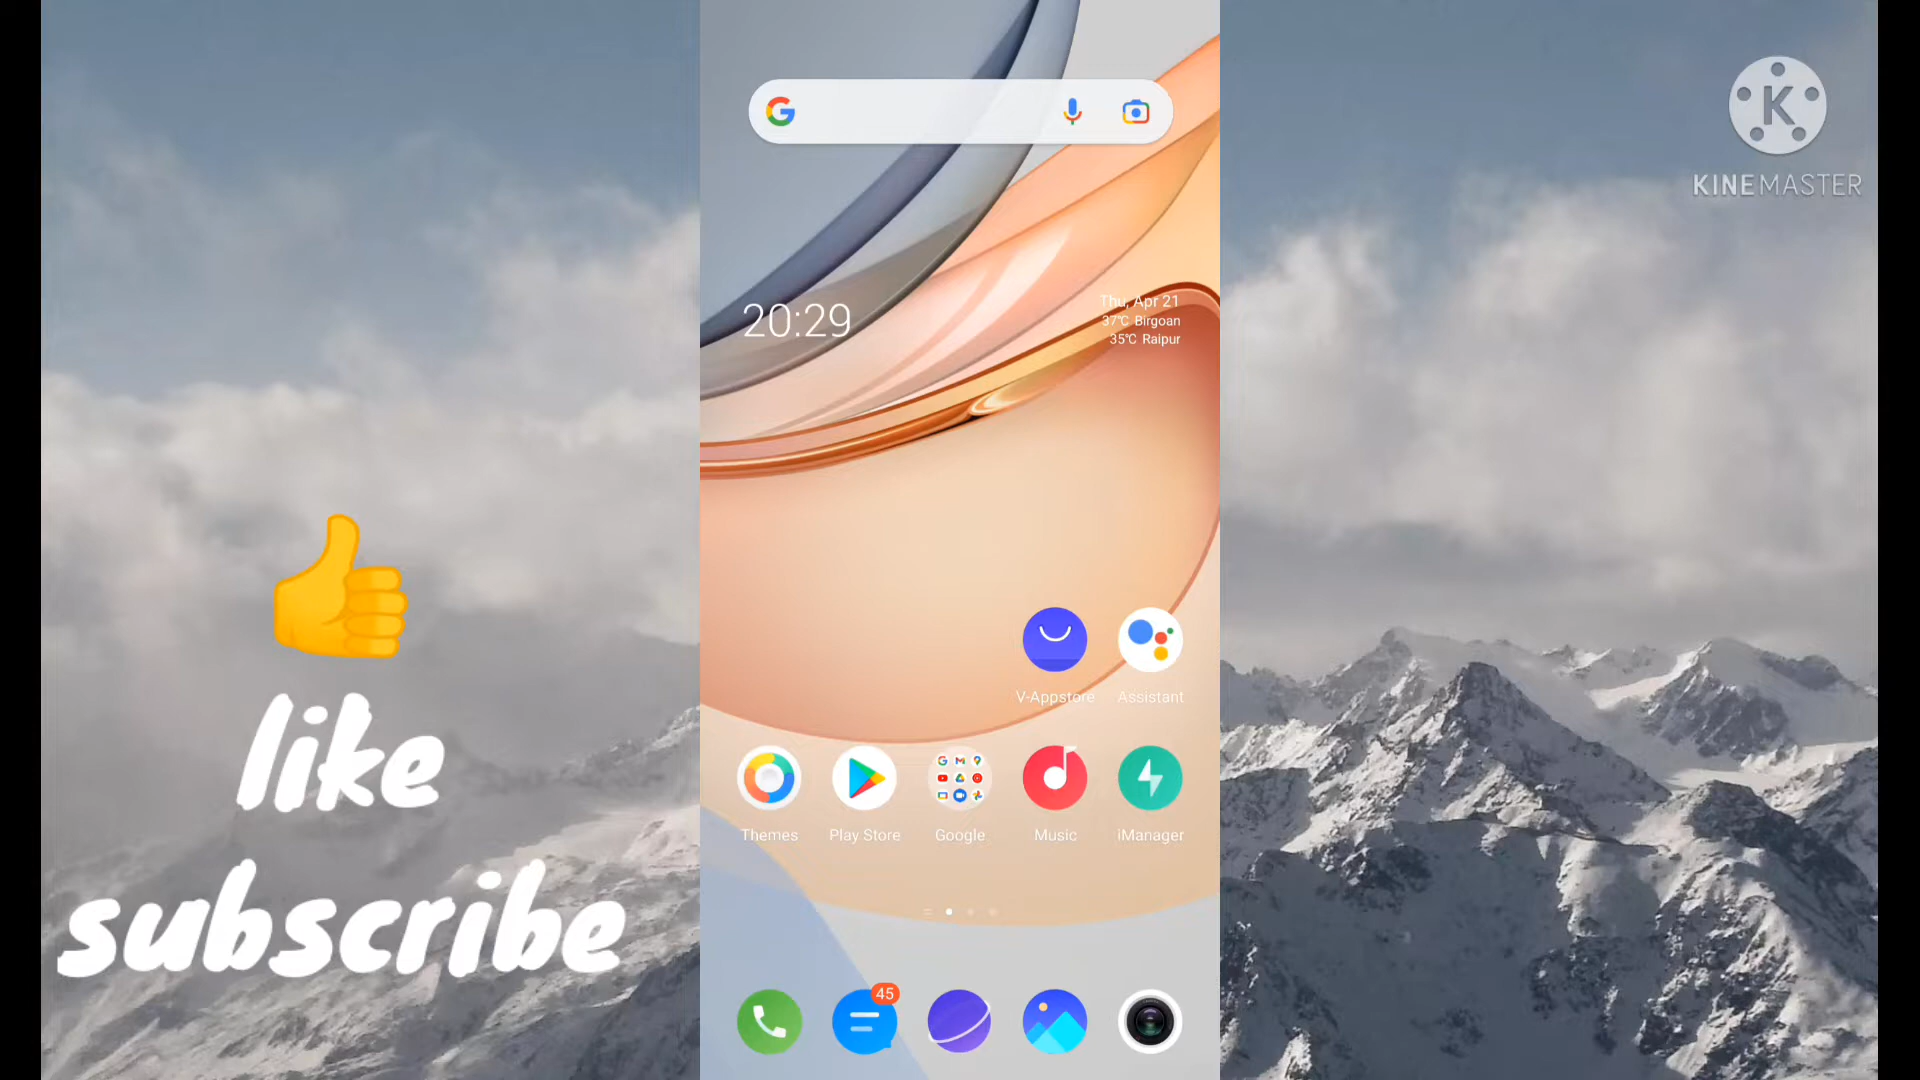 KINEMASTER
20:29
Thu, Apr 21
37℃ Birgoan
35℃ Raipur
V-Appstore
Assistant
Themes
Play Store
Google
Music
iManager
45
like
subscribe